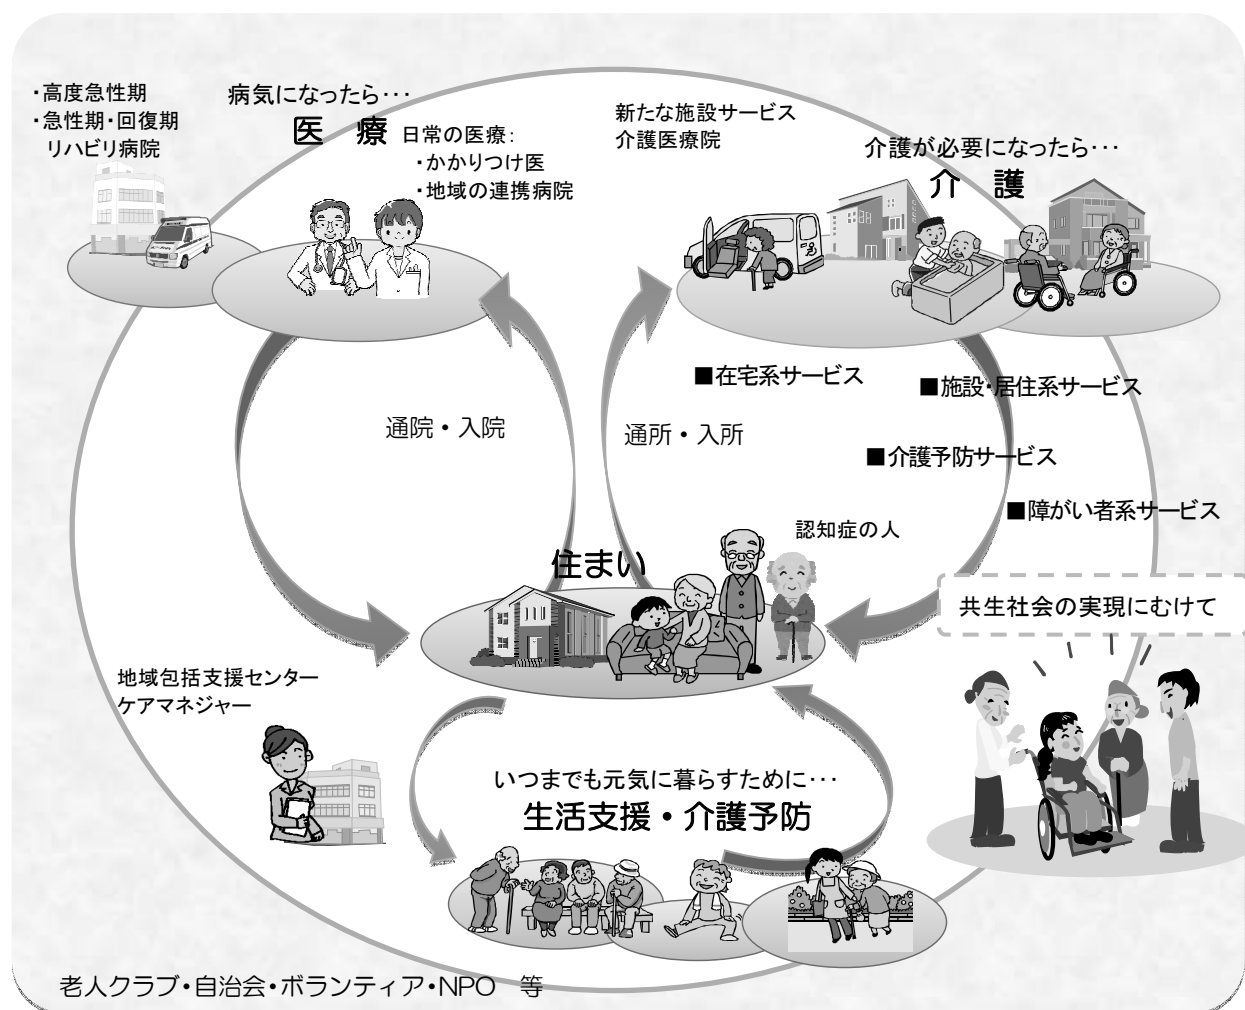 ・高度急性期
・急性期・回復期
リハビリ病院
病気になったら・・・
医　療
日常の医療：
・かかりつけ医
・地域の連携病院
新たな施設サービス
介護医療院
介護が必要になったら・・・
介　護
■在宅系サービス
■施設・居住系サービス
通院・入院
通所・入所
■介護予防サービス
■障がい者系サービス
認知症の人
住まい
共生社会の実現にむけて
地域包括支援センター
ケアマネジャー
いつまでも元気に暮らすために・・・
生活支援・介護予防
老人クラブ・自治会・ボランティア・NPO　等